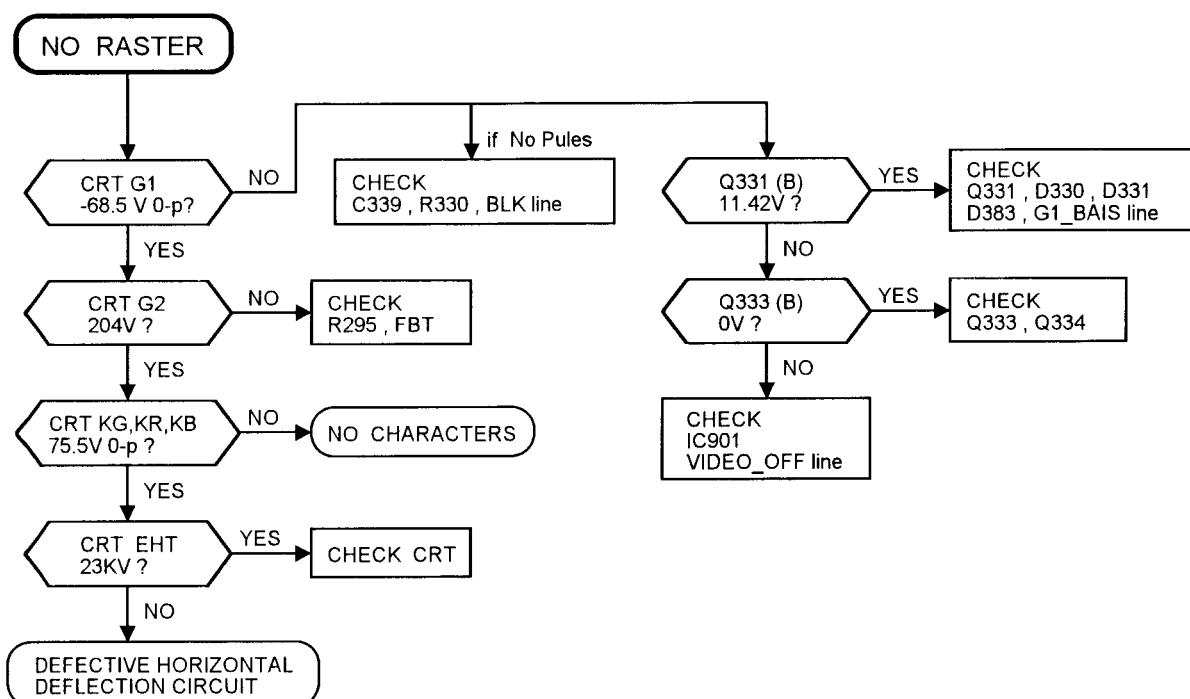 NO RASTER
CRT G1
-68.5 V 0-p?
NO
YES
if No Pules
CHECK
C339 , R330 , BLK line
Q331 (B)
11.42V ?
YES
NO
CHECK
Q331 , D330 , D331
D383 , G1_BAIS line
CRT G2
204V ?
NO
YES
CHECK
R295 , FBT
Q333 (B)
0V ?
YES
NO
CHECK
Q333 , Q334
CRT KG,KR,KB
75.5V 0-p ?
NO
YES
NO CHARACTERS
CHECK
IC901
VIDEO_OFF line
CRT EHT
23KV ?
YES
NO
CHECK CRT
DEFECTIVE HORIZONTAL
DEFLECTION CIRCUIT